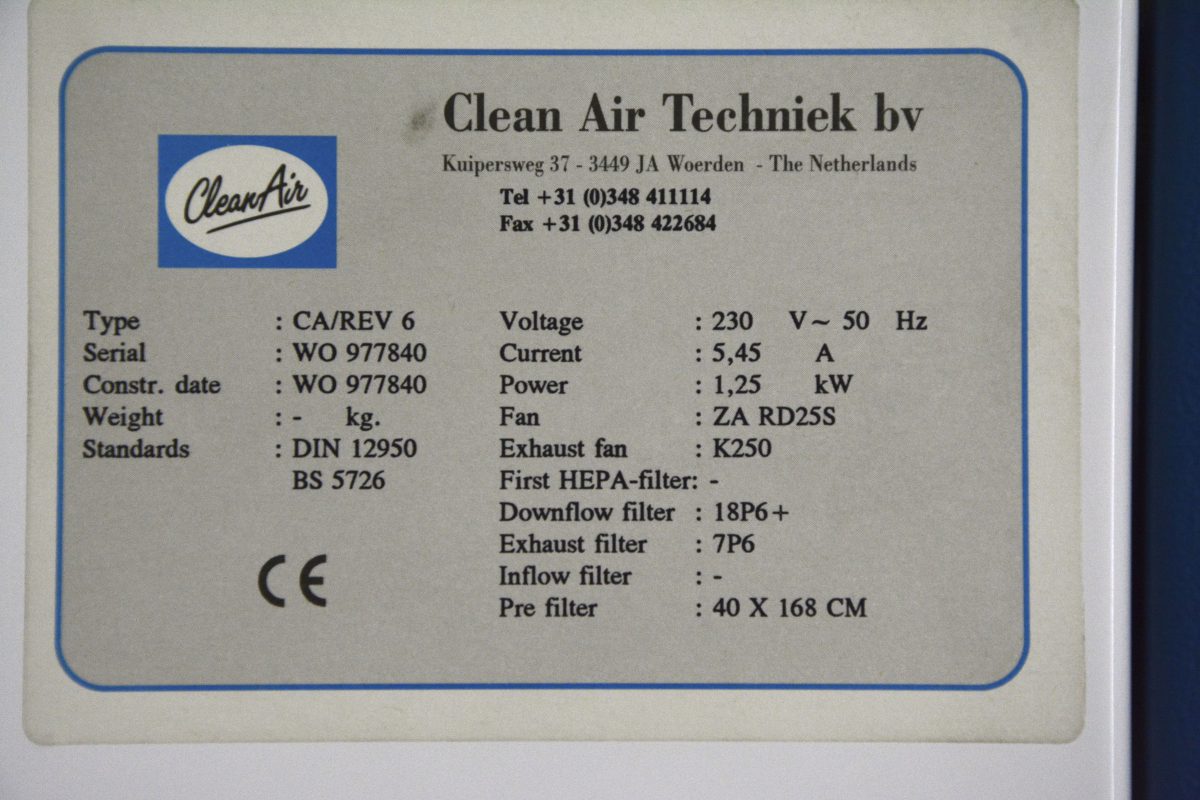 Clean Air Techniek bv
Kuipersweg 37 - 3449 JA Woerden - The Netherlands
Tel +31 (0)348 411114
Fax +31 (0)348 422684
CleanAir
Type : CA/REV 6
Serial : WO 977840
Constr. date : WO 977840
Weight : - kg.
Standards : DIN 12950
BS 5726
CE
Voltage : 230 V~ 50 Hz
Current : 5,45 A
Power : 1,25 kW
Fan : ZA RD25S
Exhaust fan : K250
First HEPA-filter: -
Downflow filter : 18P6+
Exhaust filter : 7P6
Inflow filter : -
Pre filter : 40 X 168 CM